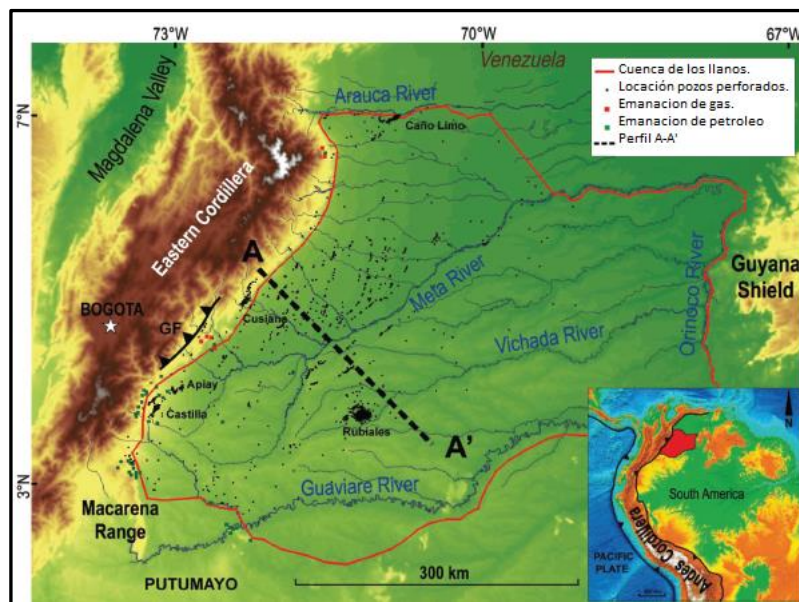 73°W
70°W
67°W
Venezuela
Cuenca de los llanos.
Locación pozos perforados.
Emanacion de gas.
Emanacion de petroleo
Perfil A-A'
7°N
Magdalena Valley
Arauca River
Caño Limo
Eastern Cordillera
A
Meta River
Orinoco River
Guyana
Shield
BOGOTA
GF
Cusiana
Vichada River
Apiay
Castilla
Rubiales
A'
3°N
Guaviare River
Macarena
Range
PUTUMAYO
300 km
N
South America
PACIFIC
PLATE
Andes Cordillera